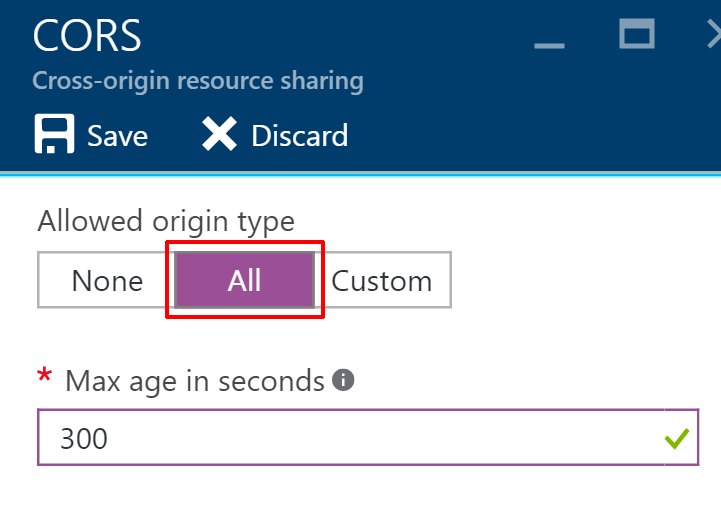 CORS
Cross-origin resource sharing
Save Discard
Allowed origin type
None All Custom
* Max age in seconds
300